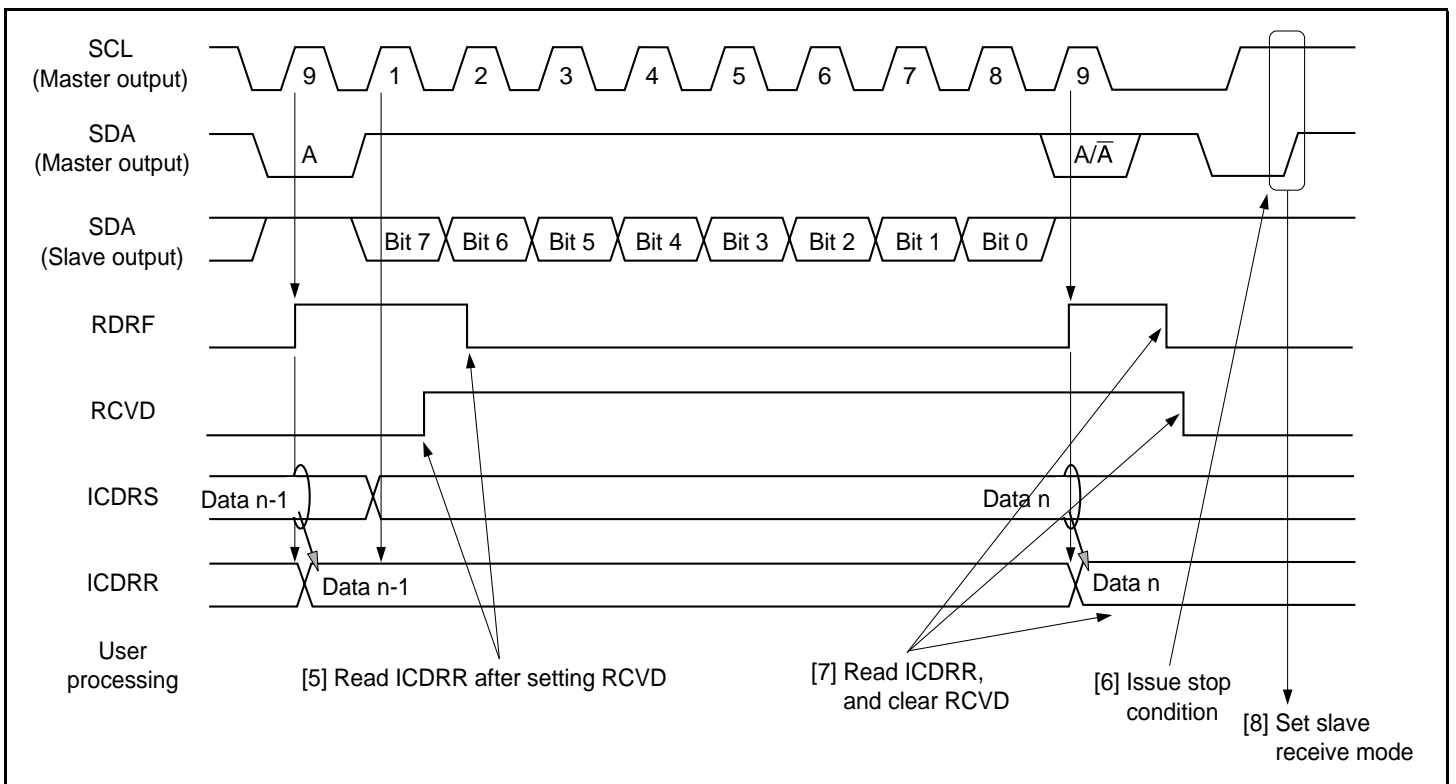 SCL
(Master output)
9 1 2 3 4 5 6 7 8 9
SDA
(Master output)
A A/A̅
SDA
(Slave output)
Bit 7 Bit 6 Bit 5 Bit 4 Bit 3 Bit 2 Bit 1 Bit 0
RDRF
RCVD
ICDRS
Data n-1 Data n
ICDRR
Data n-1 Data n
User
processing
[5] Read ICDRR after setting RCVD
[7] Read ICDRR,
and clear RCVD
[6] Issue stop
condition
[8] Set slave
receive mode